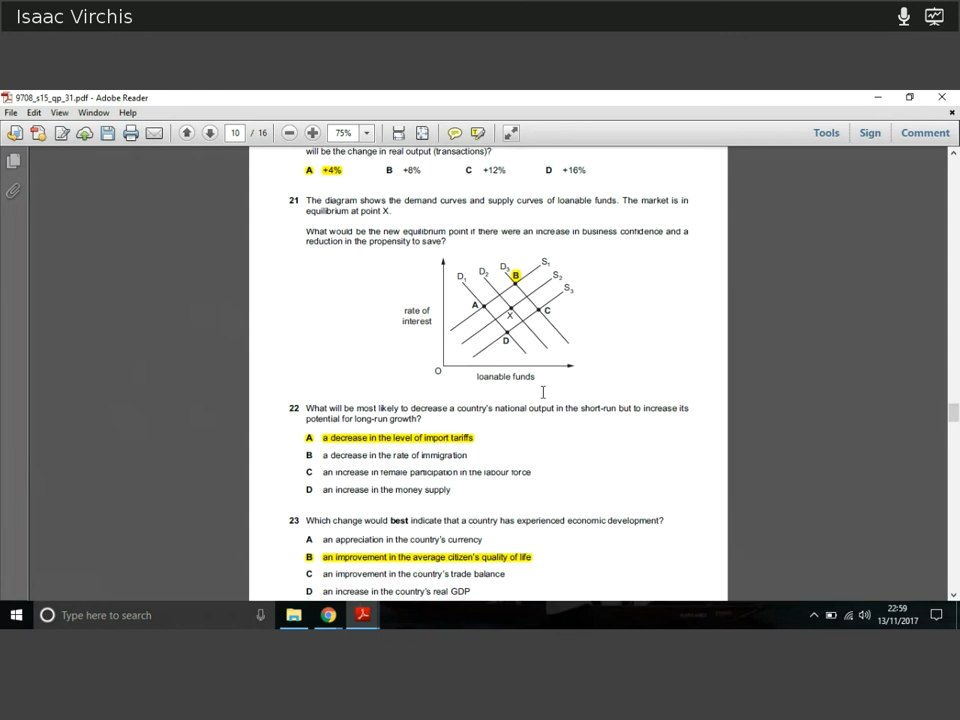 Isaac Virchis
9708_s15_qp_31.pdf - Adobe Reader
File Edit View Window Help
10 / 16 75% Tools Sign Comment
will be the change in real output (transactions)?
A +4% B +8% C +12% D +16%
21 The diagram shows the demand curves and supply curves of loanable funds. The market is in
equilibrium at point X.
What would be the new equilibrium point if there were an increase in business confidence and a
reduction in the propensity to save?
D1 D2 D3 B S1
S2
S3
A C
X
D
rate of
interest
O
loanable funds
22 What will be most likely to decrease a country's national output in the short-run but to increase its
potential for long-run growth?
A a decrease in the level of import tariffs
B a decrease in the rate of immigration
C an increase in female participation in the labour force
D an increase in the money supply
23 Which change would best indicate that a country has experienced economic development?
A an appreciation in the country's currency
B an improvement in the average citizen's quality of life
C an improvement in the country's trade balance
D an increase in the country's real GDP
Type here to search
22:59
13/11/2017